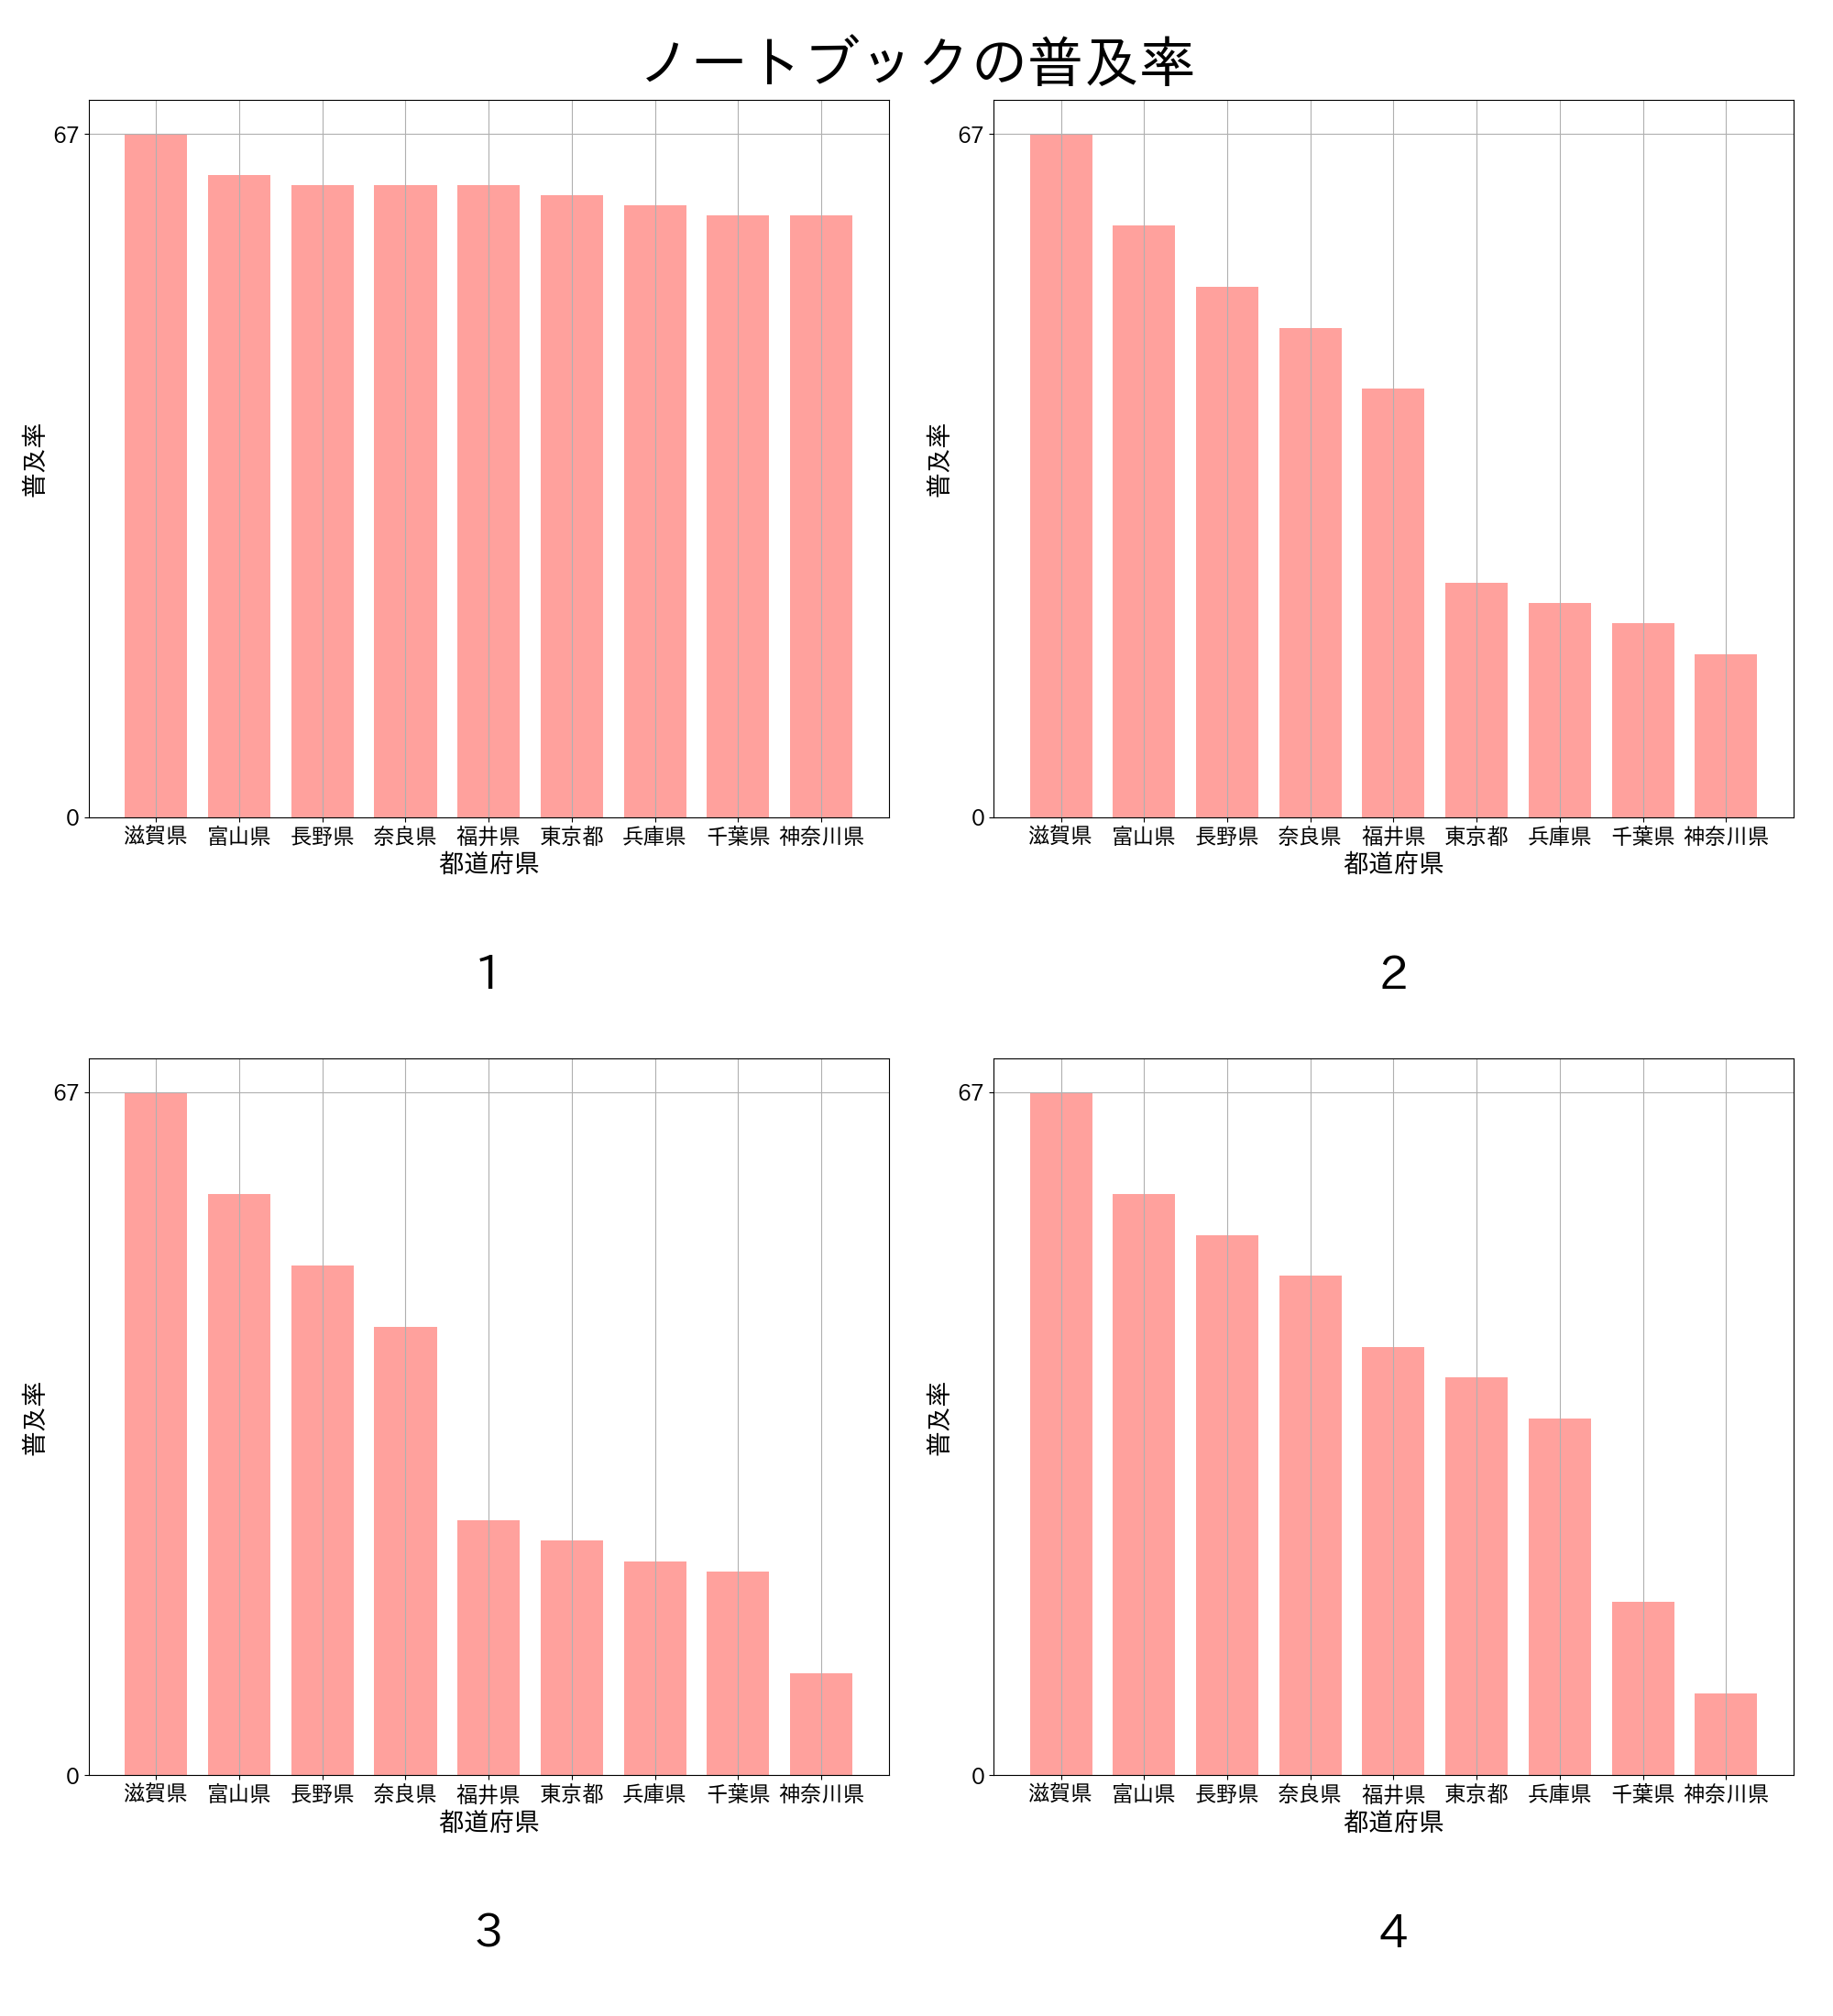 ノートブックの普及率
67
0
普及率
滋賀県 富山県 長野県 奈良県 福井県 東京都 兵庫県 千葉県 神奈川県
都道府県
1
67
0
普及率
滋賀県 富山県 長野県 奈良県 福井県 東京都 兵庫県 千葉県 神奈川県
都道府県
2
67
0
普及率
滋賀県 富山県 長野県 奈良県 福井県 東京都 兵庫県 千葉県 神奈川県
都道府県
3
67
0
普及率
滋賀県 富山県 長野県 奈良県 福井県 東京都 兵庫県 千葉県 神奈川県
都道府県
4